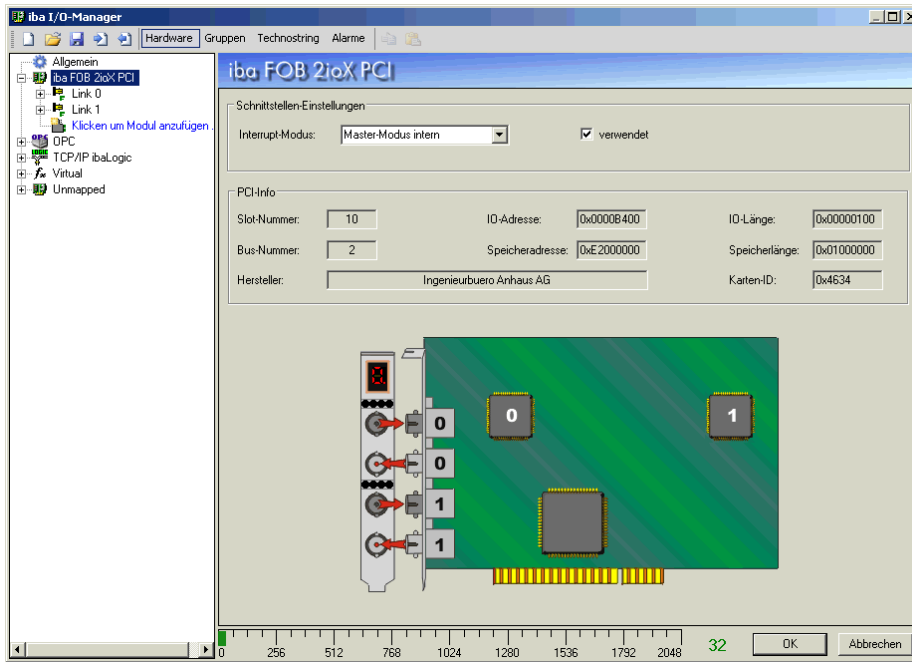 iba I/O-Manager
Hardware Gruppen Technostring Alarme
Allgemein
iba FOB 2ioX PCI
Link 0
Link 1
Klicken um Modul anzufügen .
OPC
TCP/IP ibaLogic
Virtual
Unmapped
iba FOB 2ioX PCI
Schnittstellen-Einstellungen
Interrupt-Modus: Master-Modus intern verwendet
PCI-Info
Slot-Nummer: 10 IO-Adresse: 0x0000B400 IO-Länge: 0x00000100
Bus-Nummer: 2 Speicheradresse: 0xE2000000 Speicherlänge: 0x01000000
Hersteller: Ingenieurbuero Anhaus AG Karten-ID: 0x4634
0 0 1
0
1
1
0 256 512 768 1024 1280 1536 1792 2048 32 OK Abbrechen